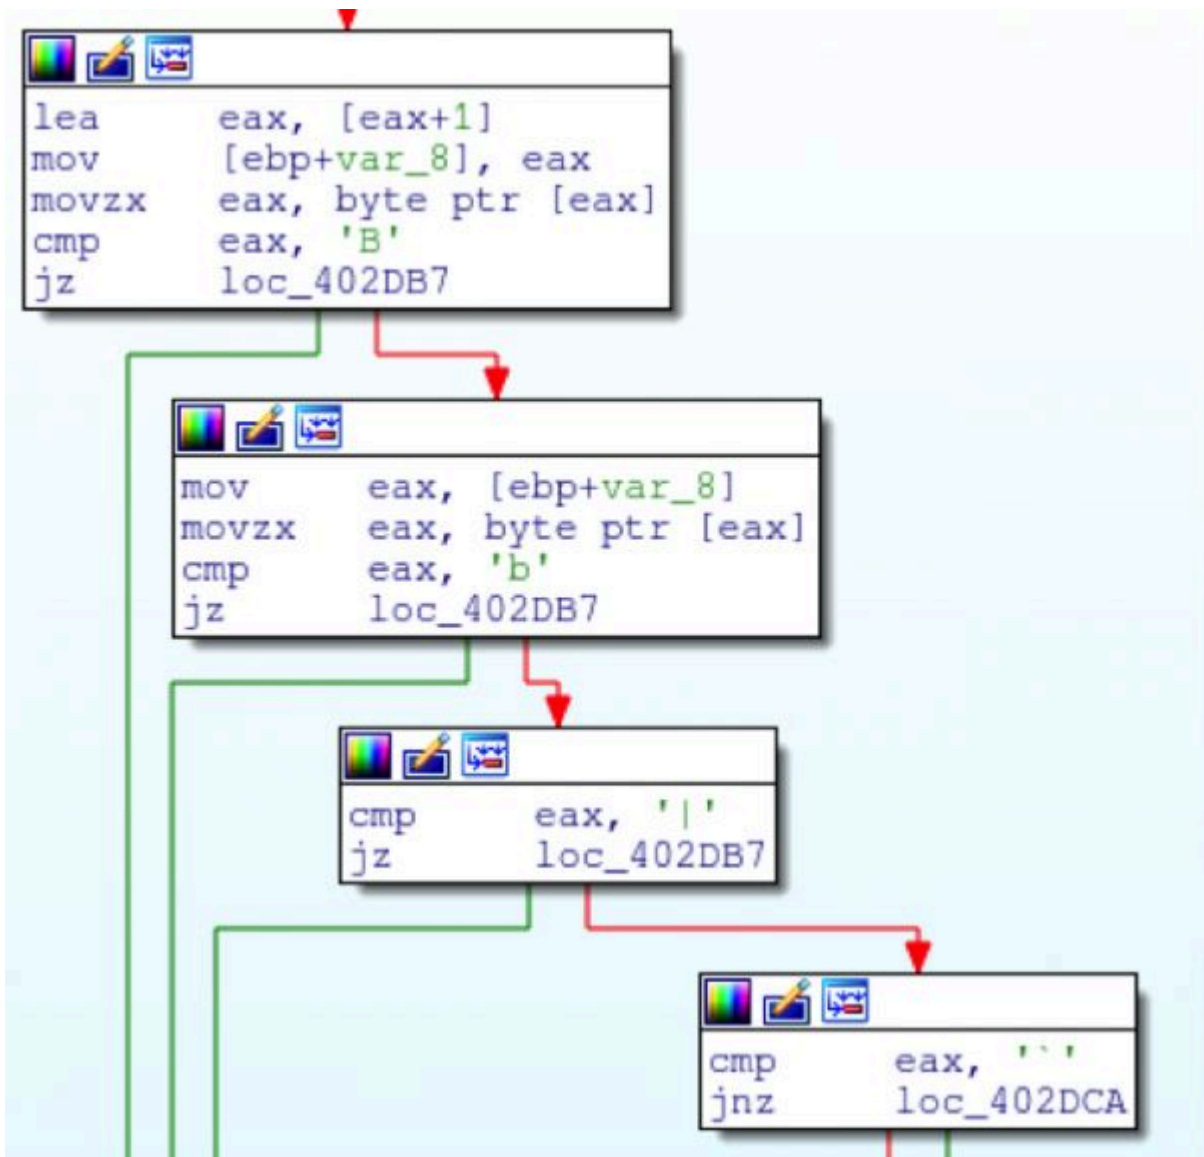 lea eax, [eax+1]
mov [ebp+var_8], eax
movzx eax, byte ptr [eax]
cmp eax, 'B'
jz loc_402DB7
mov eax, [ebp+var_8]
movzx eax, byte ptr [eax]
cmp eax, 'b'
jz loc_402DB7
cmp eax, '|'
jz loc_402DB7
cmp eax, '`'
jnz loc_402DCA